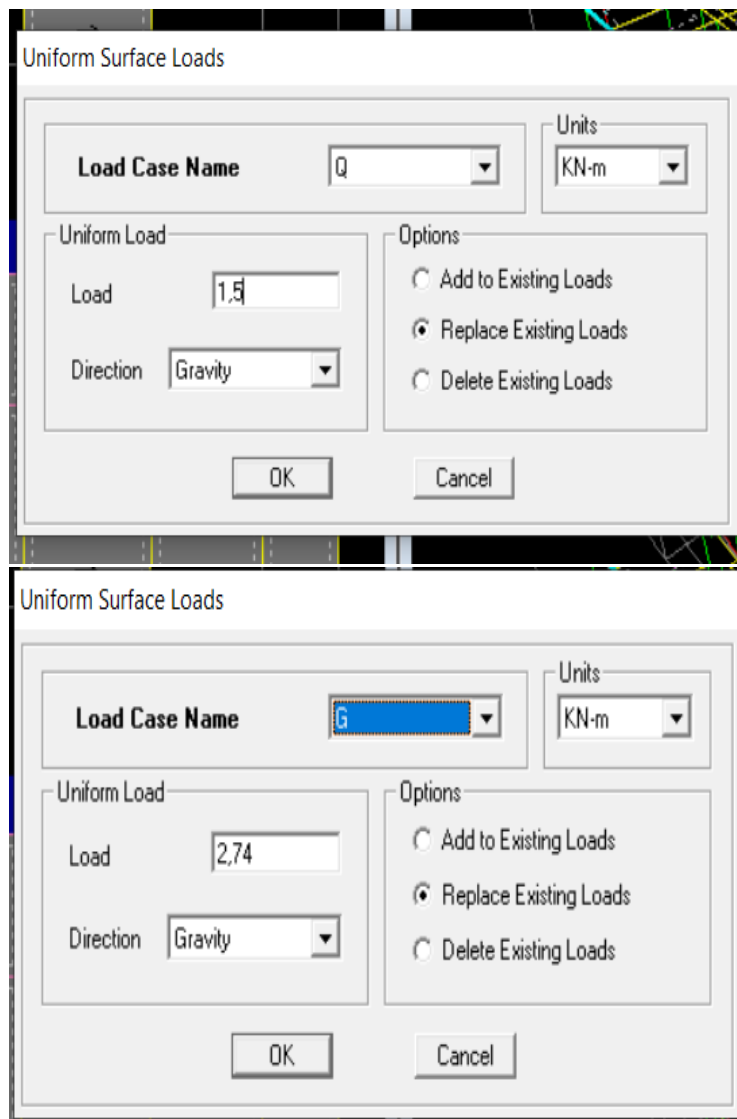 Uniform Surface Loads
Load Case Name
Q
Units
KN-m
Uniform Load
Load
1,5
Direction
Gravity
Options
Add to Existing Loads
Replace Existing Loads
Delete Existing Loads
OK
Cancel
Uniform Surface Loads
Load Case Name
G
Units
KN-m
Uniform Load
Load
2,74
Direction
Gravity
Options
Add to Existing Loads
Replace Existing Loads
Delete Existing Loads
OK
Cancel